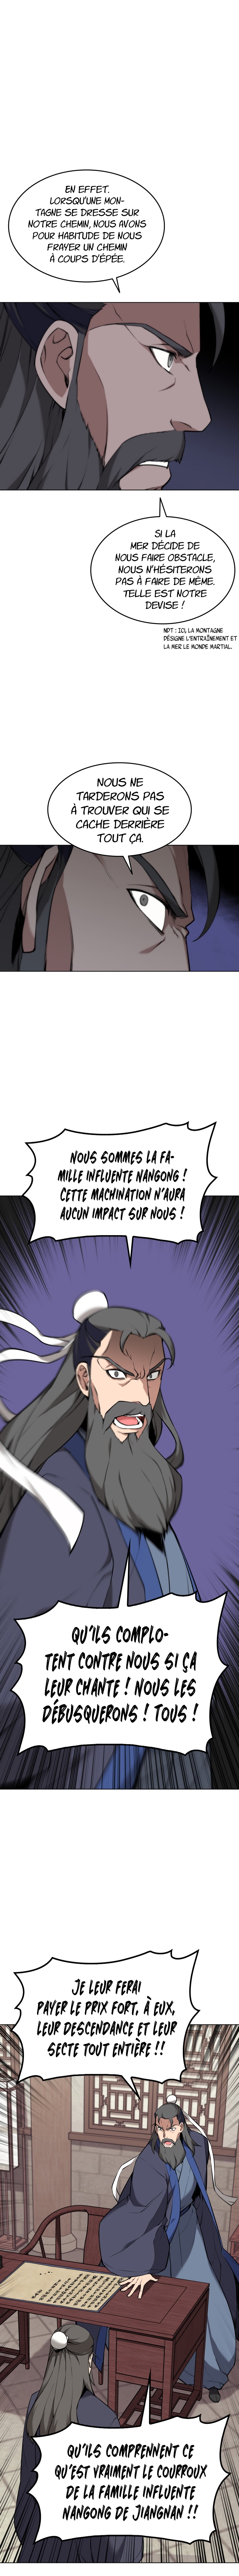 EN EFFET.
LORSQU'UNE MON-
TAGNE SE DRESSE SUR
NOTRE CHEMIN, NOUS AVONS
POUR HABITUDE DE NOUS
FRAYER UN CHEMIN
À COUPS D'ÉPÉE.
SI LA
MER DÉCIDE DE
NOUS FAIRE OBSTACLE,
NOUS N'HÉSITERONS
PAS À FAIRE DE MÊME.
TELLE EST NOTRE
DEVISE !
NDT : ICI, LA MONTAGNE
DÉSIGNE L'ENTRAÎNEMENT ET
LA MER LE MONDE MARTIAL.
NOUS NE
TARDERONS PAS
À TROUVER QUI SE
CACHE DERRIÈRE
TOUT ÇA.
NOUS SOMMES LA FA-
MILLE INFLUENTE NANGONG !
CETTE MACHINATION N'AURA
AUCUN IMPACT SUR NOUS !
QU'ILS COMPLO-
TENT CONTRE NOUS SI ÇA
LEUR CHANTE ! NOUS LES
DÉBUSQUERONS ! TOUS !
JE LEUR FERAI
PAYER LE PRIX FORT, À EUX,
LEUR DESCENDANCE ET LEUR
SECTE TOUT ENTIÈRE !!
QU'ILS COMPRENNENT CE
QU'EST VRAIMENT LE COURROUX
DE LA FAMILLE INFLUENTE
NANGONG DE JIANGNAN !!